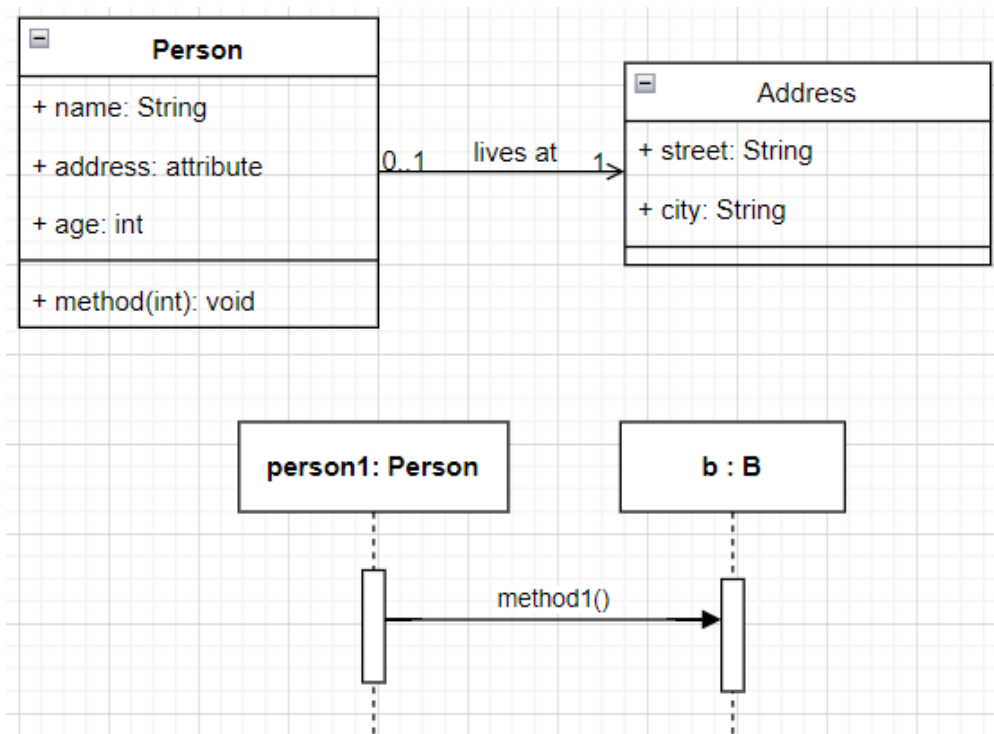 Person
+ name: String
+ address: attribute
+ age: int
+ method(int): void
0..1
lives at
1
Address
+ street: String
+ city: String
person1: Person
b : B
method1()